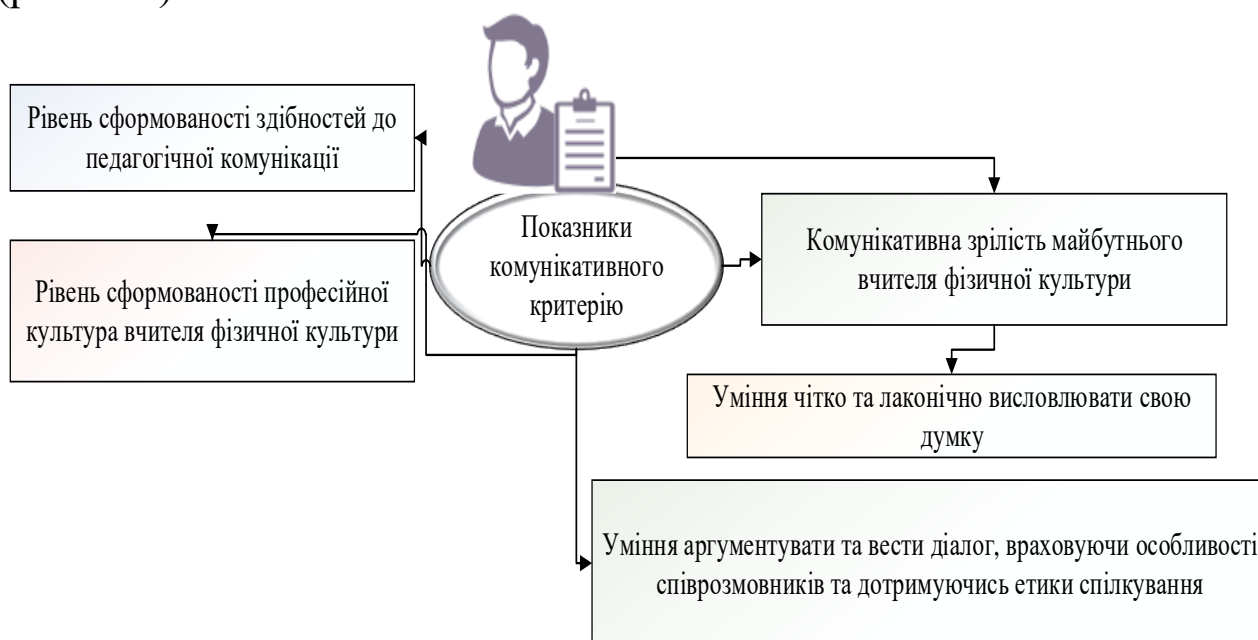 Рівень сформованості здібностей до
педагогічної комунікації
Рівень сформованості професійної
культура вчителя фізичної культури
Показники
комунікативного
критерію
Комунікативна зрілість майбутнього
вчителя фізичної культури
Уміння чітко та лаконічно висловлювати свою
думку
Уміння аргументувати та вести діалог, враховуючи особливості
співрозмовників та дотримуючись етики спілкування